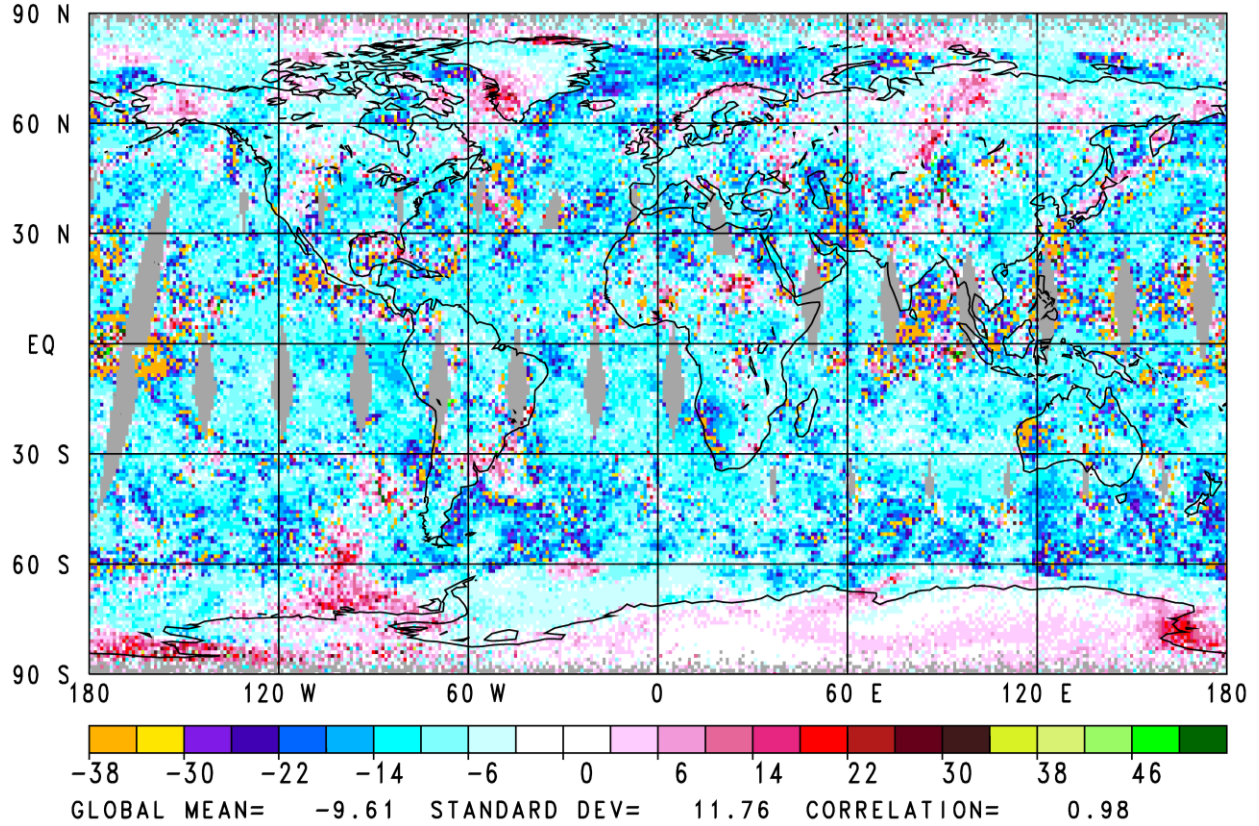 90 N
60 N
30 N
EQ
30 S
60 S
90 S
180 120 W 60 W 0 60 E 120 E 180
-38 -30 -22 -14 -6 0 6 14 22 30 38 46
GLOBAL MEAN= -9.61 STANDARD DEV= 11.76 CORRELATION= 0.98